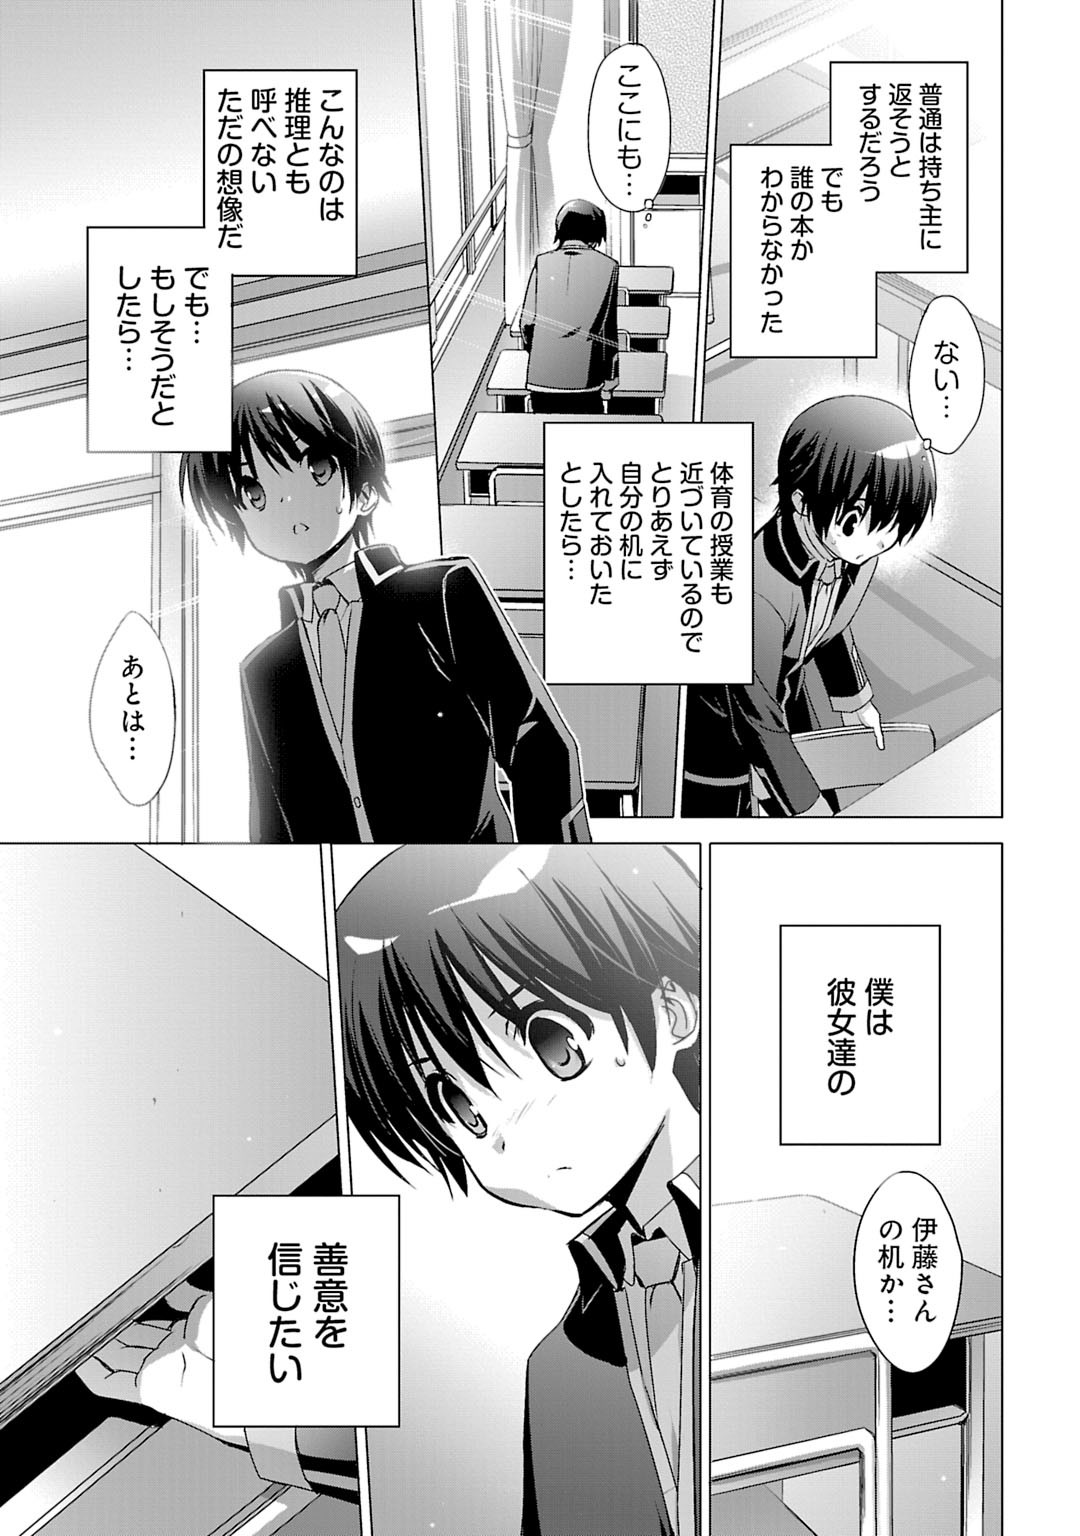 普通は持ち主に
返そうと
するだろう
でも
誰の本か
わからなかった
ない…
ここにも…
体育の授業も
近づいているので
とりあえず
自分の机に
入れておいた
としたら…
こんなのは
推理とも
呼べない
ただの想像だ
でも…
もしそうだと
したら…
あとは…
僕は
彼女達の
伊藤さん
の机か…
善意を
信じたい